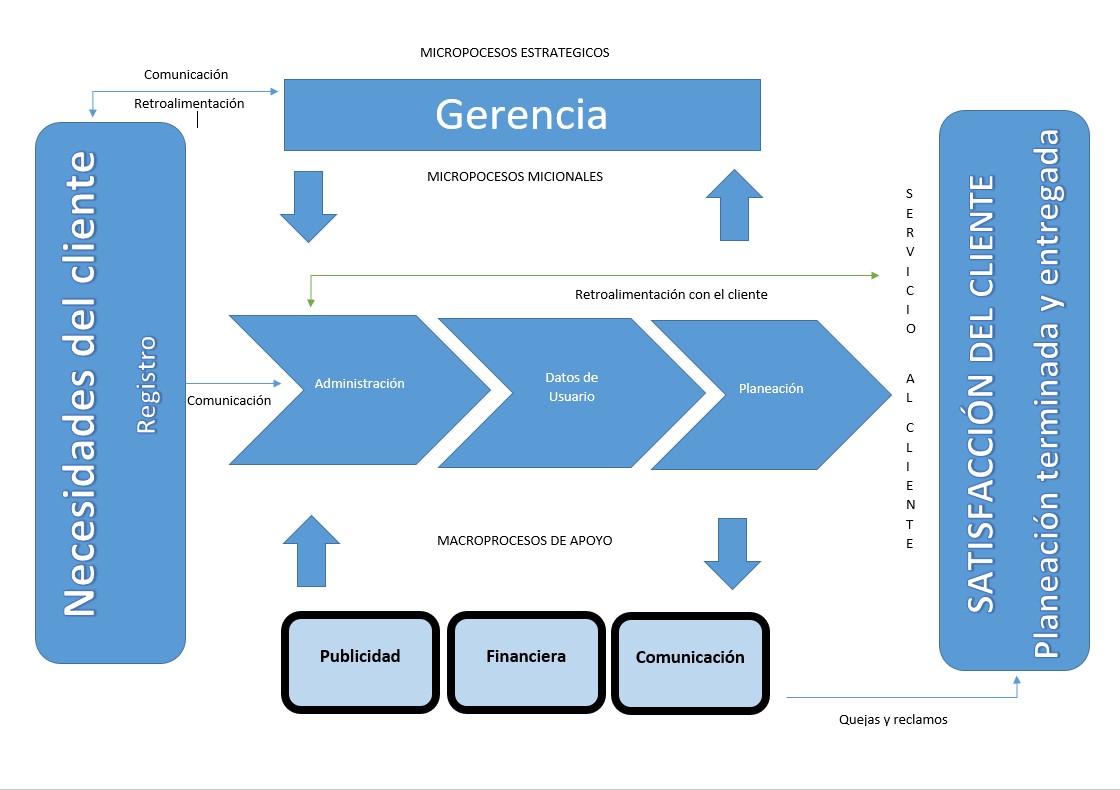 MICROPOCESOS ESTRATEGICOS
Comunicación
Retroalimentación
Gerencia
MICROPOCESOS MICIONALES
Necesidades del cliente
Registro
Comunicación
Retroalimentación con el cliente
Administración
Datos de
Usuario
Planeación
SERVICIO AL CLIENTE
SATISFACCIÓN DEL CLIENTE
Planeación terminada y entregada
MACROPROCESOS DE APOYO
Publicidad
Financiera
Comunicación
Quejas y reclamos